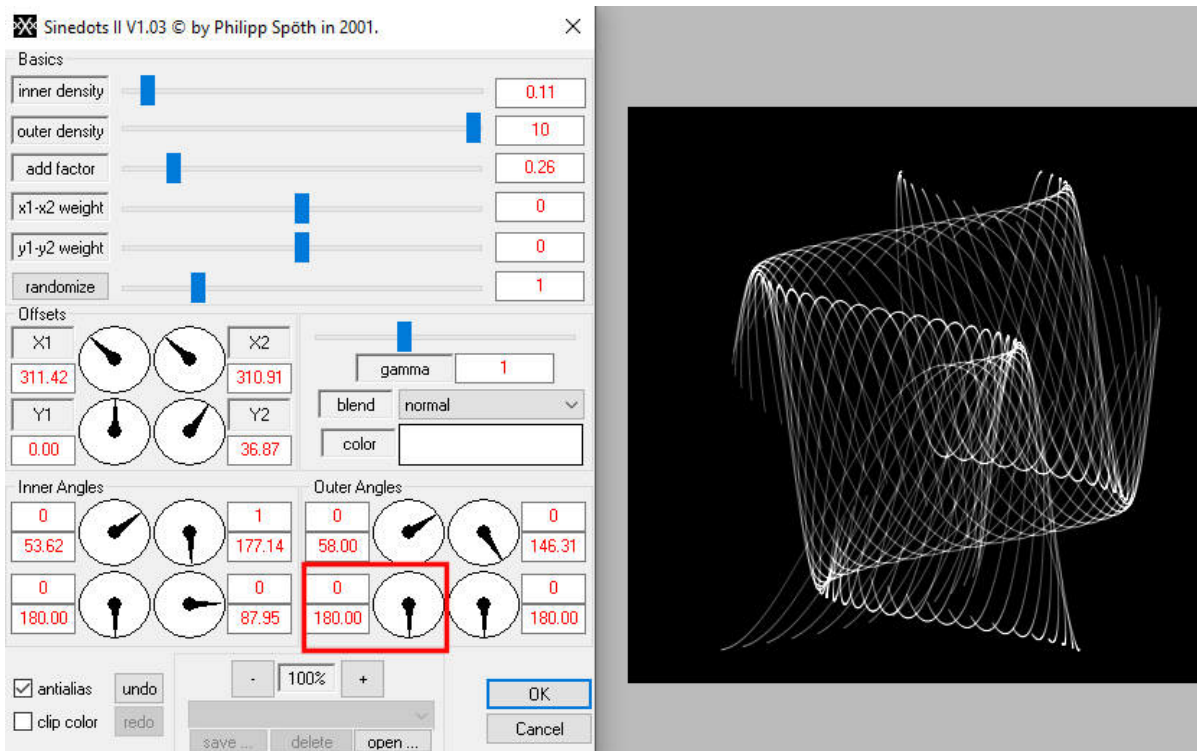 Sinedots II V1.03 © by Philipp Spöth in 2001.
Basics
inner density 0.11
outer density 10
add factor 0.26
x1-x2 weight 0
y1-y2 weight 0
randomize 1
Offsets
X1 X2
311.42 310.91
Y1 Y2
0.00 36.87
gamma 1
blend normal
color
Inner Angles
0 1
53.62 177.14
0 0
180.00 87.95
Outer Angles
0 0
58.00 146.31
0 0
180.00 180.00
antialias undo
clip color redo
- 100% +
save ... delete open ...
OK
Cancel